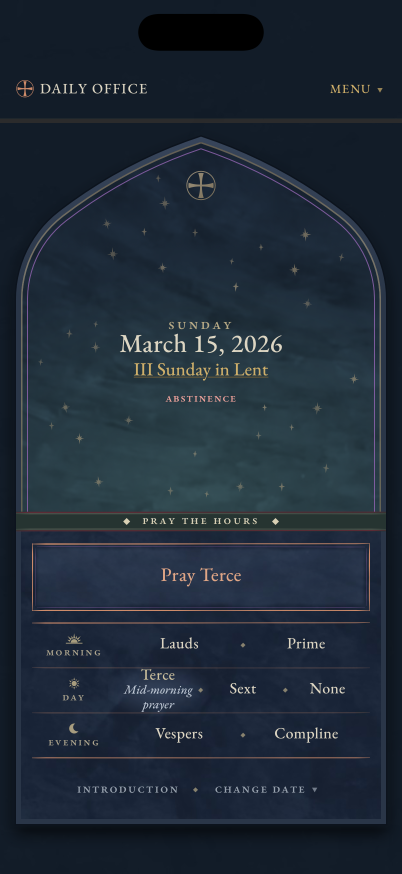 DAILY OFFICE
MENU ▼
SUNDAY
March 15, 2026
III Sunday in Lent
ABSTINENCE
◆ PRAY THE HOURS ◆
Pray Terce
MORNING
Lauds ◆ Prime
DAY
Terce
Mid-morning
prayer
◆ Sext ◆ None
EVENING
Vespers ◆ Compline
INTRODUCTION ◆ CHANGE DATE ▼